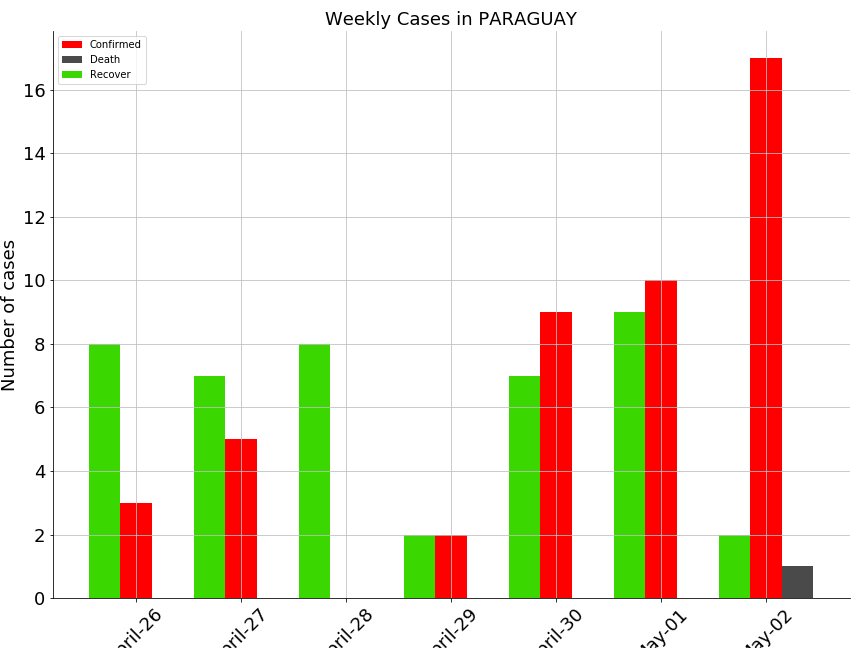 Weekly Cases in PARAGUAY
Confirmed
Death
Recover
Number of cases
16
14
12
10
8
6
4
2
0
pril-26
pril-27
pril-28
pril-29
pril-30
May-01
May-02